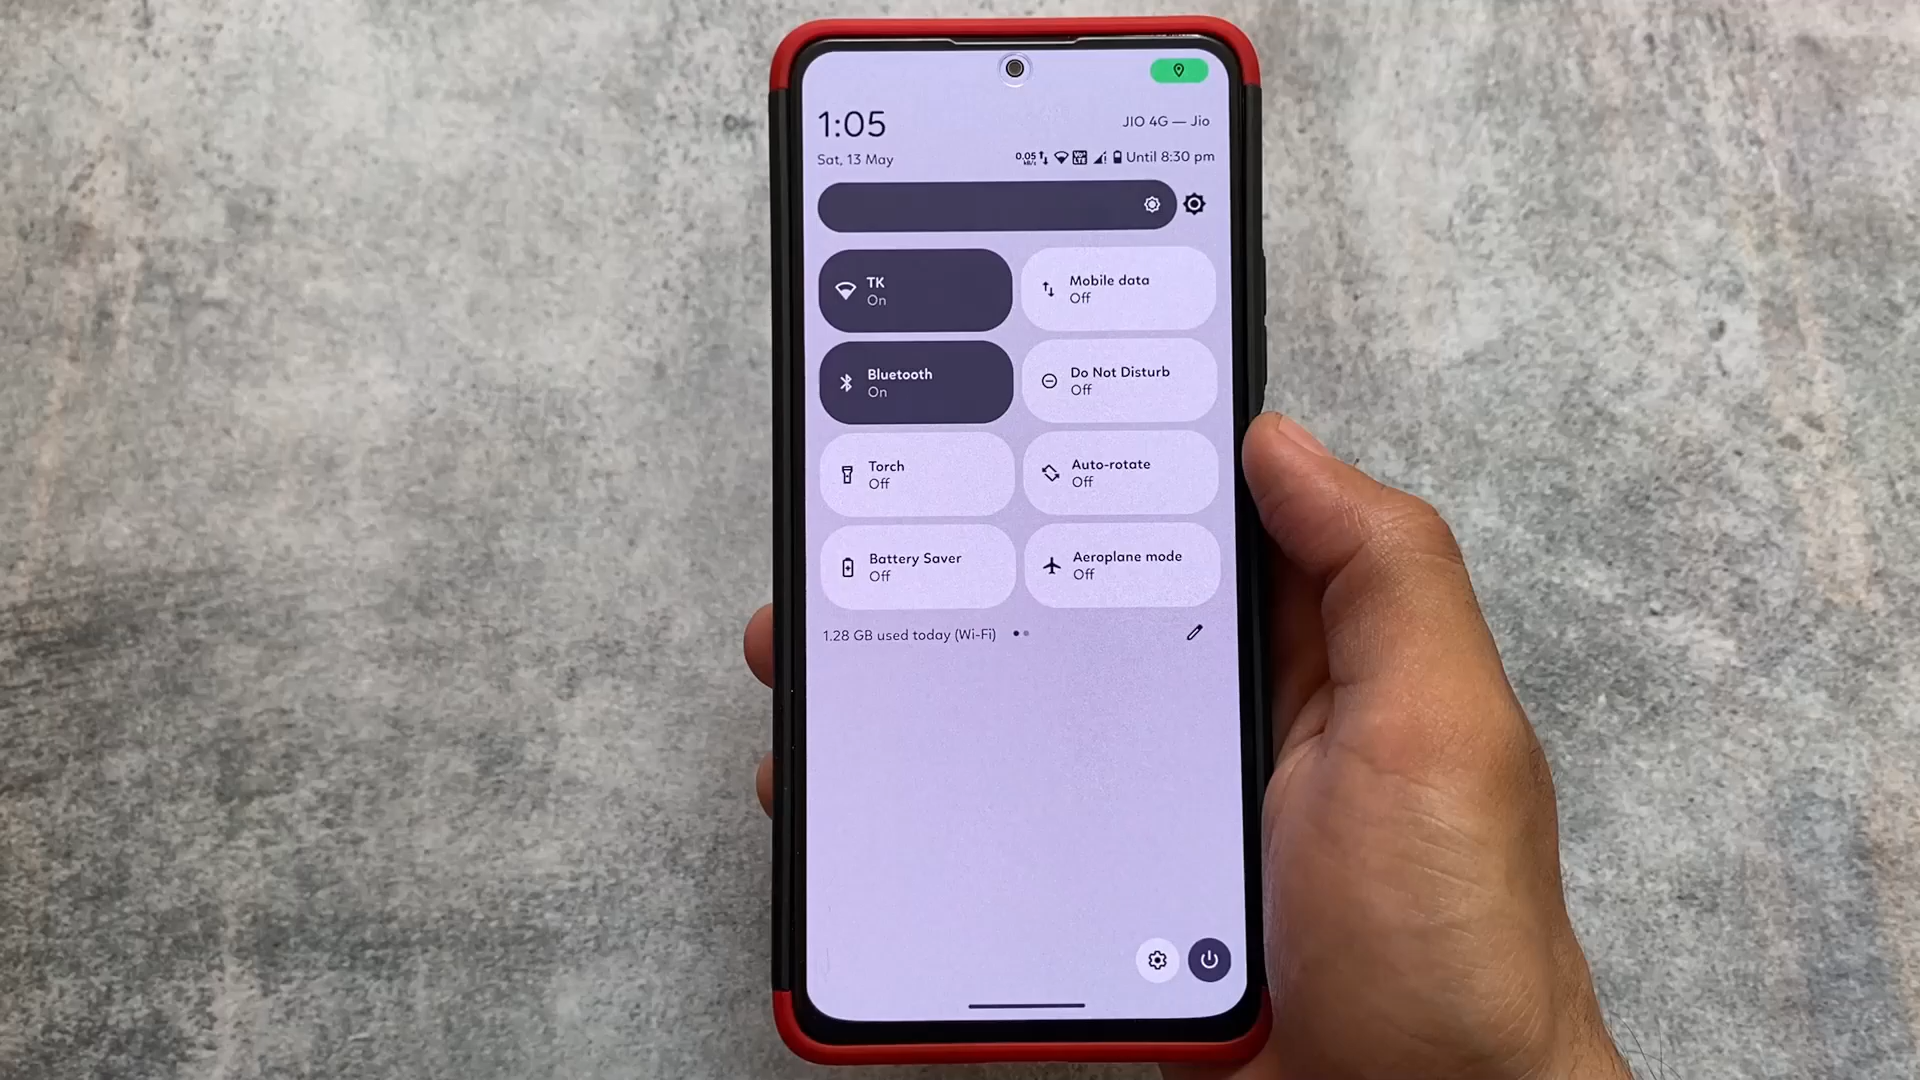 1:05
JIO 4G — Jio
Sat, 13 May
0.05
Until 8:30 pm
TK
On
Mobile data
Off
Bluetooth
On
Do Not Disturb
Off
Torch
Off
Auto-rotate
Off
Battery Saver
Off
Aeroplane mode
Off
1.28 GB used today (Wi-Fi)